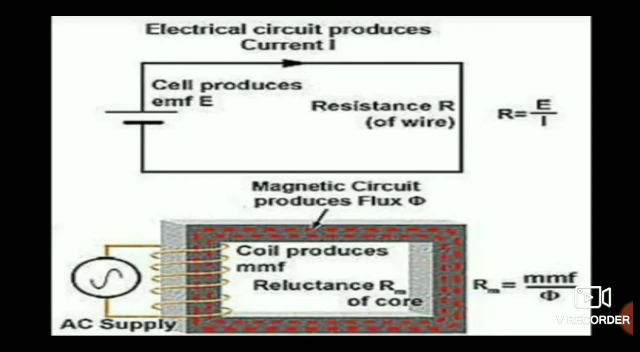 Electrical circuit produces
Current I
Cell produces
emf E
Resistance R
(of wire)
R= E/I
Magnetic Circuit
produces Flux Φ
Coil produces
mmf
Reluctance Rm
of core
Rm= mmf/Φ
AC Supply
V RECORDER